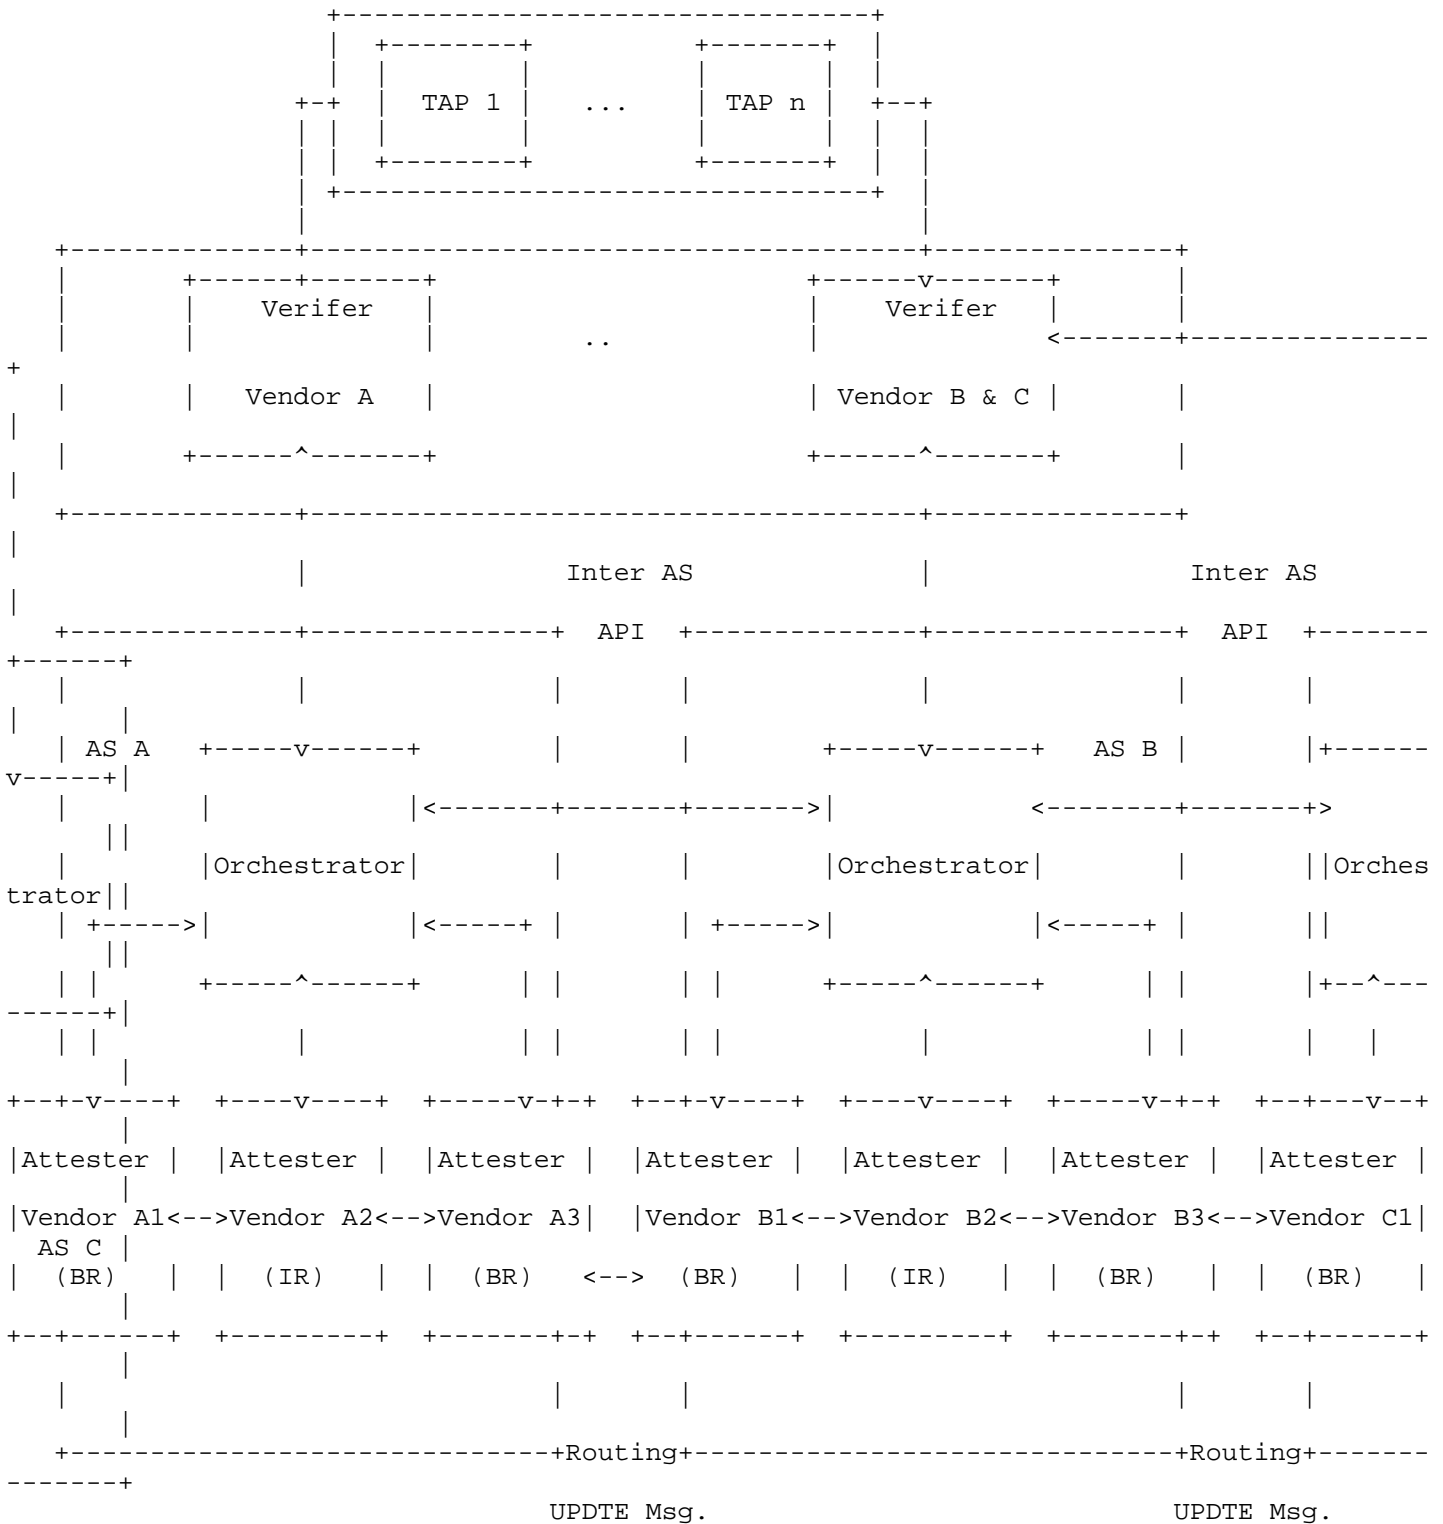 TAP 1 ... TAP n
Verifer Verifer
..
Vendor A Vendor B & C
Inter AS Inter AS
API API
AS A AS B
Orchestrator Orchestrator Orches
trator
Attester Attester Attester Attester Attester Attester Attester
Vendor A1<-->Vendor A2<-->Vendor A3 Vendor B1<-->Vendor B2<-->Vendor B3<-->Vendor C1
AS C
(BR) (IR) (BR) <--> (BR) (IR) (BR) (BR)
Routing Routing
UPDTE Msg. UPDTE Msg.